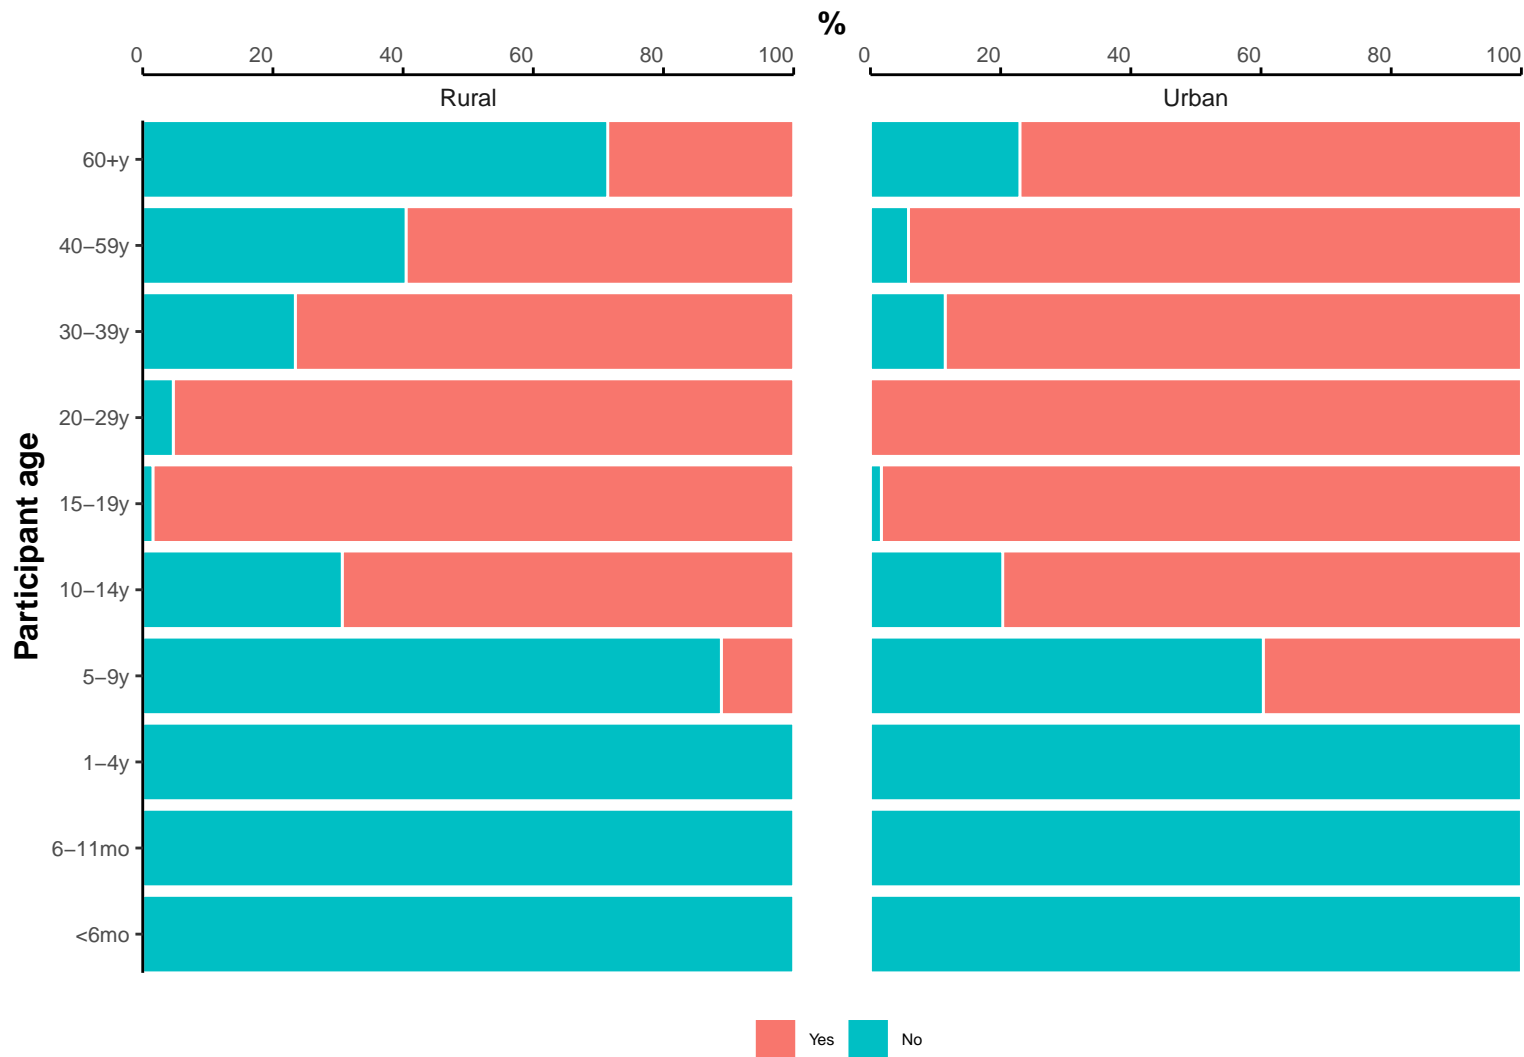 %
0 20 40 60 80 100 0 20 40 60 80 100
Rural Urban
Participant age
60+y
40–59y
30–39y
20–29y
15–19y
10–14y
5–9y
1–4y
6–11mo
<6mo
Yes No